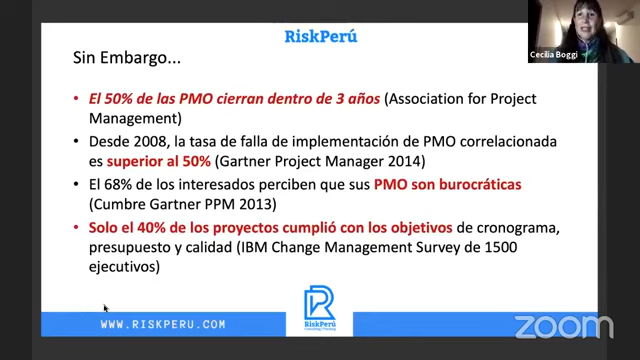 RiskPerú
Cecilia Boggi
Sin Embargo...
• El 50% de las PMO cierran dentro de 3 años (Association for Project
Management)
• Desde 2008, la tasa de falla de implementación de PMO correlacionada
es superior al 50% (Gartner Project Manager 2014)
• El 68% de los interesados perciben que sus PMO son burocráticas
(Cumbre Gartner PPM 2013)
• Solo el 40% de los proyectos cumplió con los objetivos de cronograma,
presupuesto y calidad (IBM Change Management Survey de 1500
ejecutivos)
WWW.RISKPERU.COM
RiskPerú
zoom